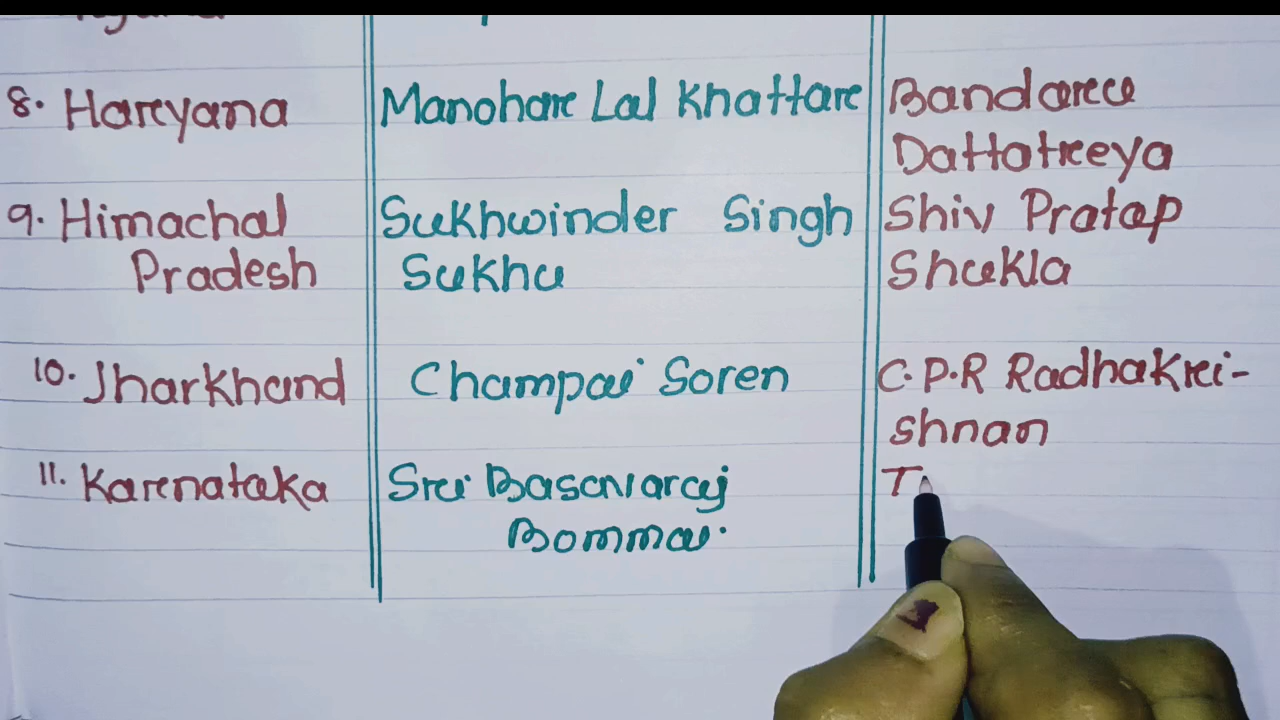 8. Haryana Manohar Lal Khattar Bandaru
Dattatreya
9. Himachal Sukhwinder Singh Shiv Pratap
Pradesh Sukhu Shukla
10. Jharkhand Champai Soren C.P.R Radhakri-
shnan
11. Karnataka Sri Basavaraj T
Bommai.